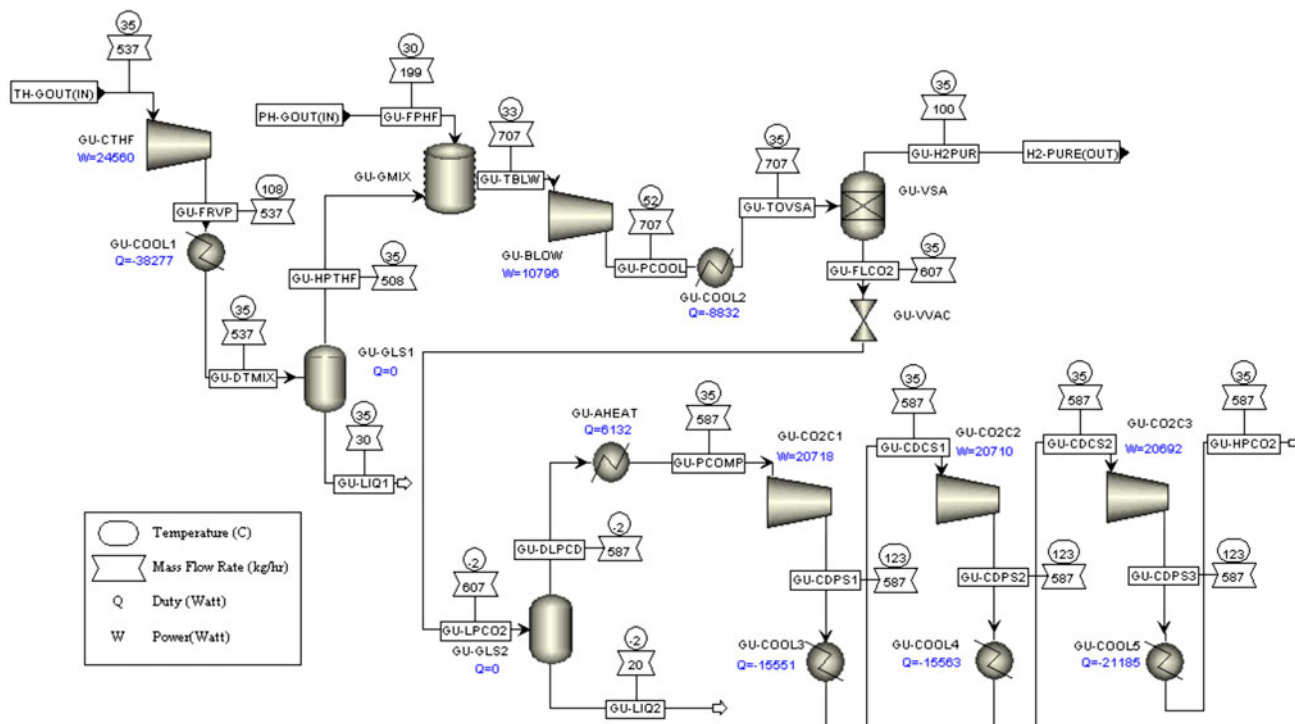 35
537
TH-GOUT(IN)
GU-CTHF
W=24560
108
GU-FRVP
537
GU-COOL1
Q=-38277
35
537
GU-DTMIX
30
199
PH-GOUT(IN)
GU-FPHF
GU-GMIX
35
GU-HPTHF
508
GU-GLS1
Q=0
35
30
GU-LIQ1
33
707
GU-TBLW
GU-BLOW
W=10796
52
707
GU-PCOOL
GU-COOL2
Q=-8832
35
707
GU-TOVSA
35
100
GU-H2PUR
H2-PURE(OUT)
GU-VSA
35
GU-FLCO2
607
GU-VVAC
-2
607
GU-LPCO2
GU-GLS2
Q=0
-2
GU-DLPCD
587
-2
20
GU-LIQ2
GU-AHEAT
Q=6132
35
587
GU-PCOMP
GU-CO2C1
W=20718
123
GU-CDPS1
587
GU-COOL3
Q=-15551
35
587
GU-CDCS1
GU-CO2C2
W=20710
123
GU-CDPS2
587
GU-COOL4
Q=-15563
35
587
GU-CDCS2
GU-CO2C3
W=20692
123
GU-CDPS3
587
GU-COOL5
Q=-21185
35
587
GU-HPCO2
Temperature (C)
Mass Flow Rate (kg/hr)
Q Duty (Watt)
W Power(Watt)